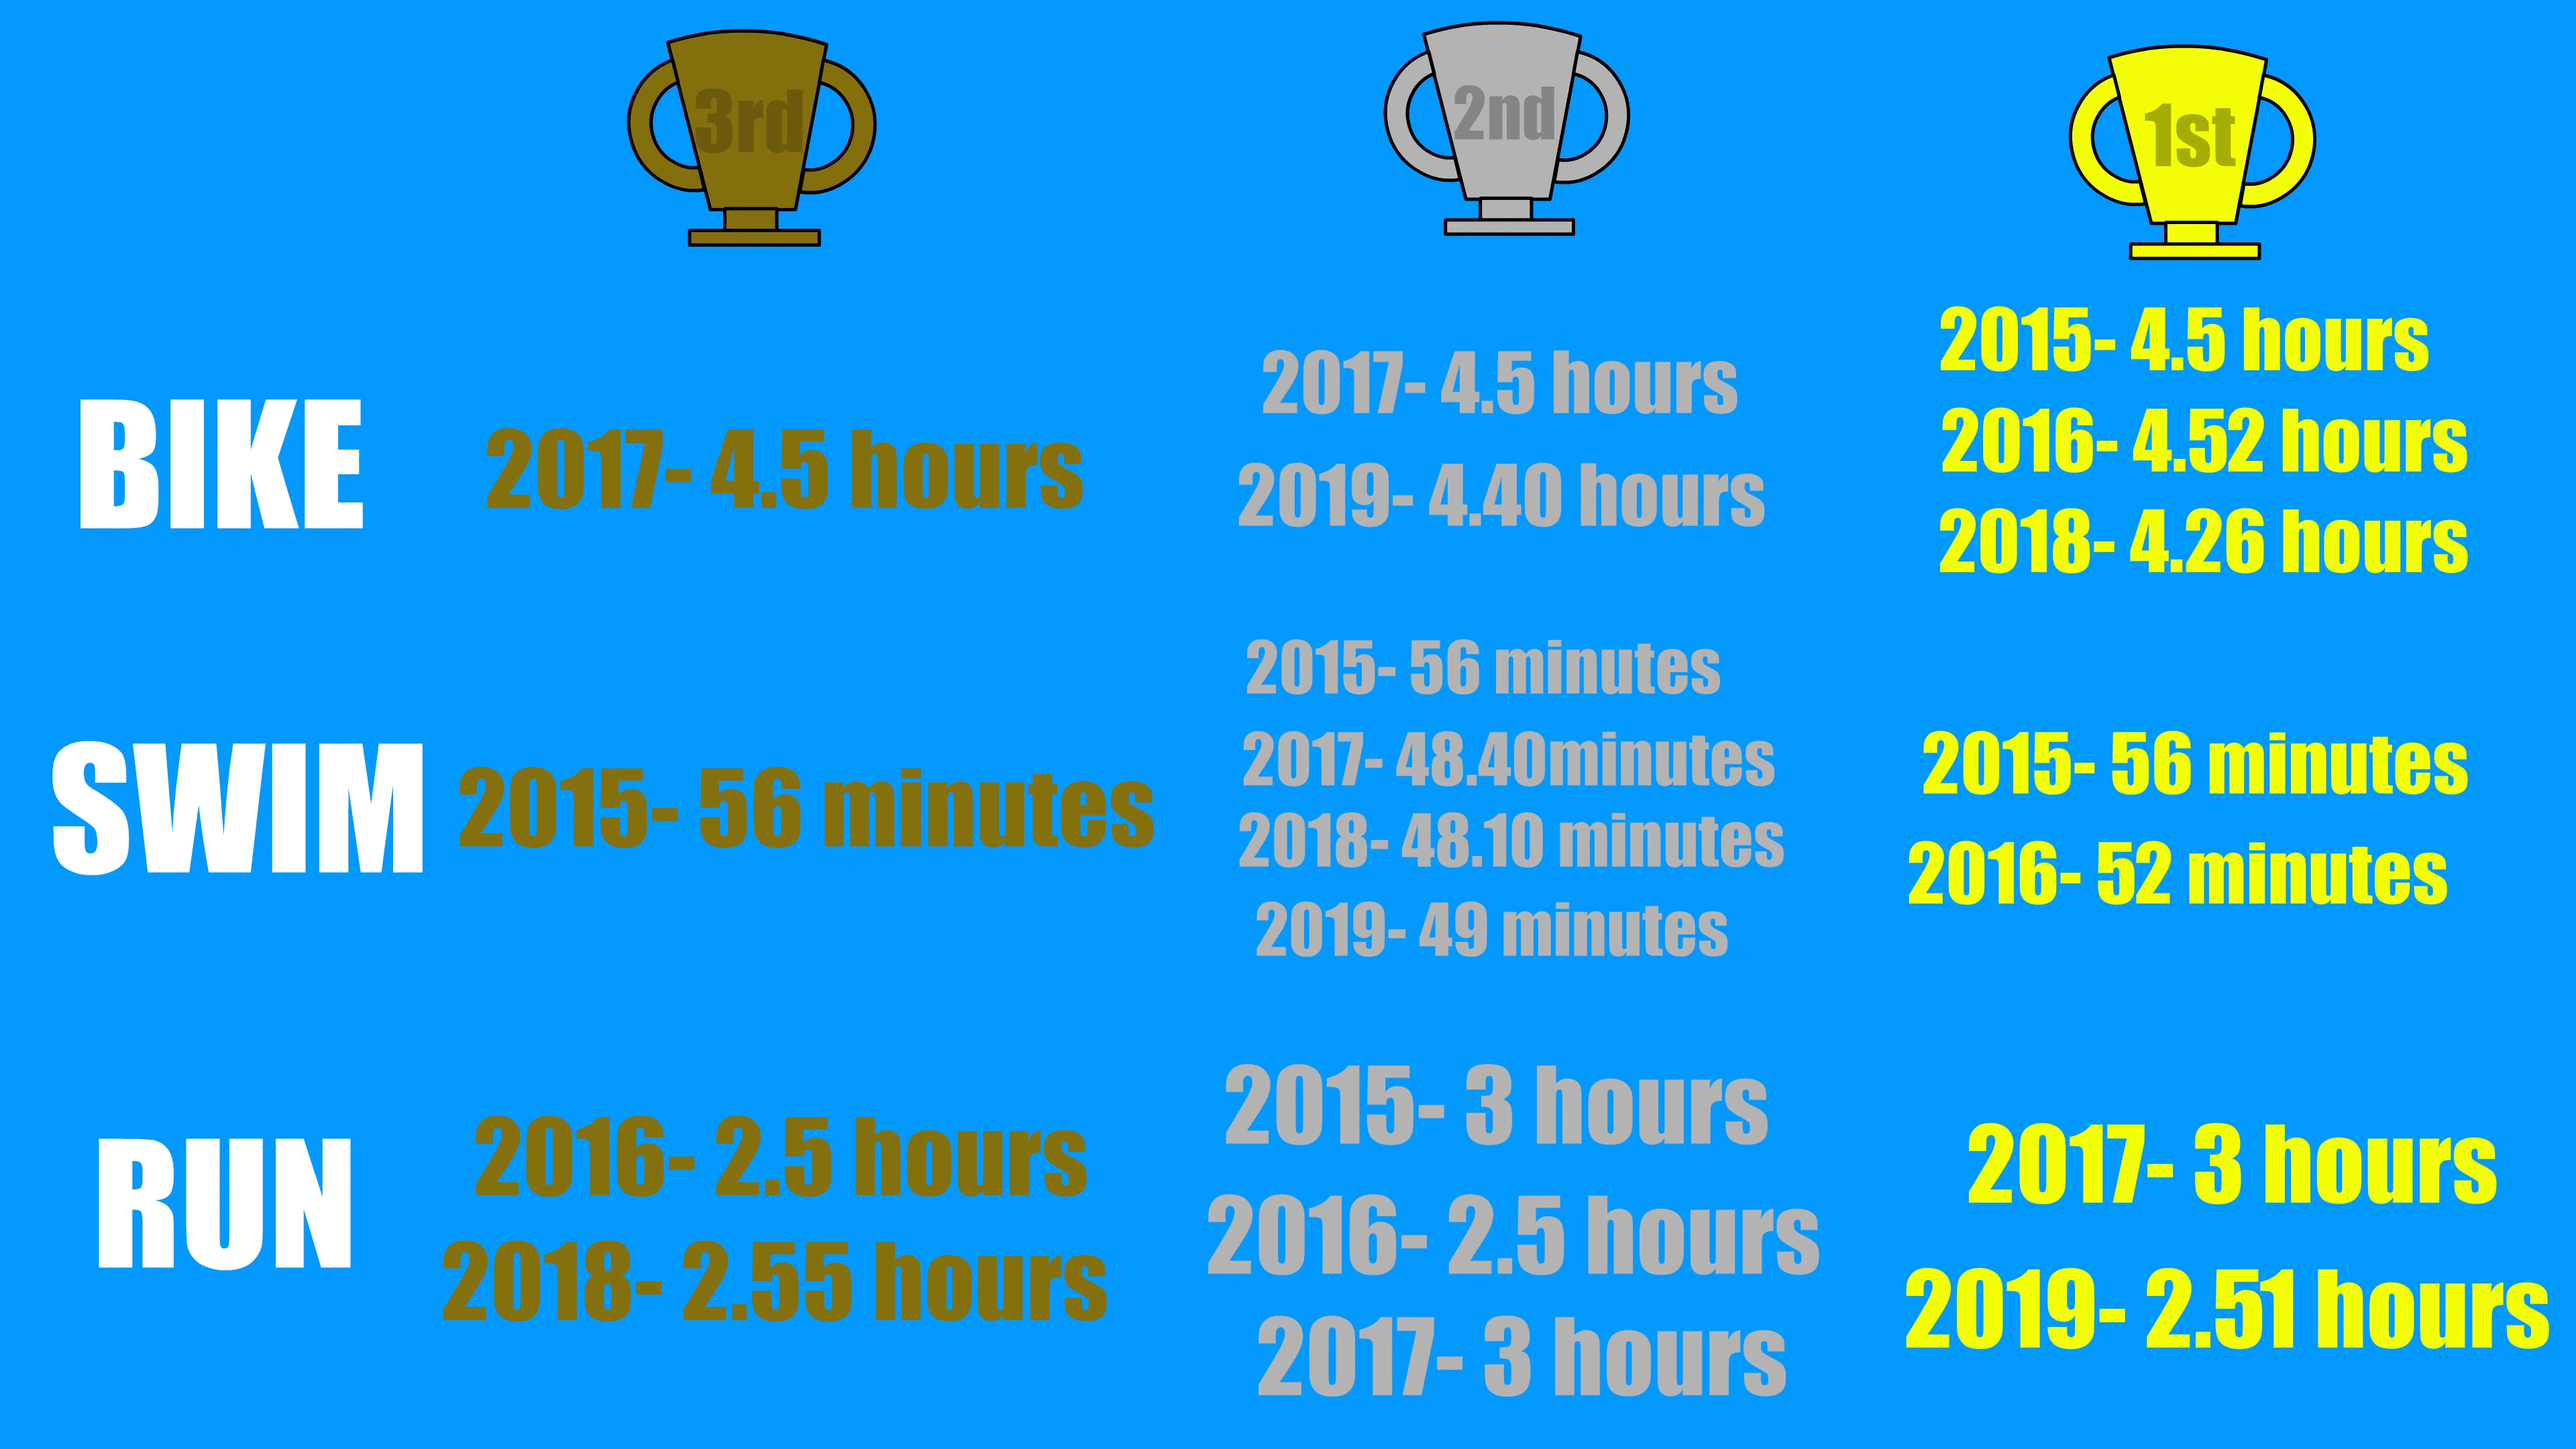 3rd
2nd
1st
BIKE
2017- 4.5 hours
2017- 4.5 hours
2019- 4.40 hours
2015- 4.5 hours
2016- 4.52 hours
2018- 4.26 hours
SWIM
2015- 56 minutes
2015- 56 minutes
2017- 48.40minutes
2018- 48.10 minutes
2019- 49 minutes
2015- 56 minutes
2016- 52 minutes
RUN
2016- 2.5 hours
2018- 2.55 hours
2015- 3 hours
2016- 2.5 hours
2017- 3 hours
2017- 3 hours
2019- 2.51 hours